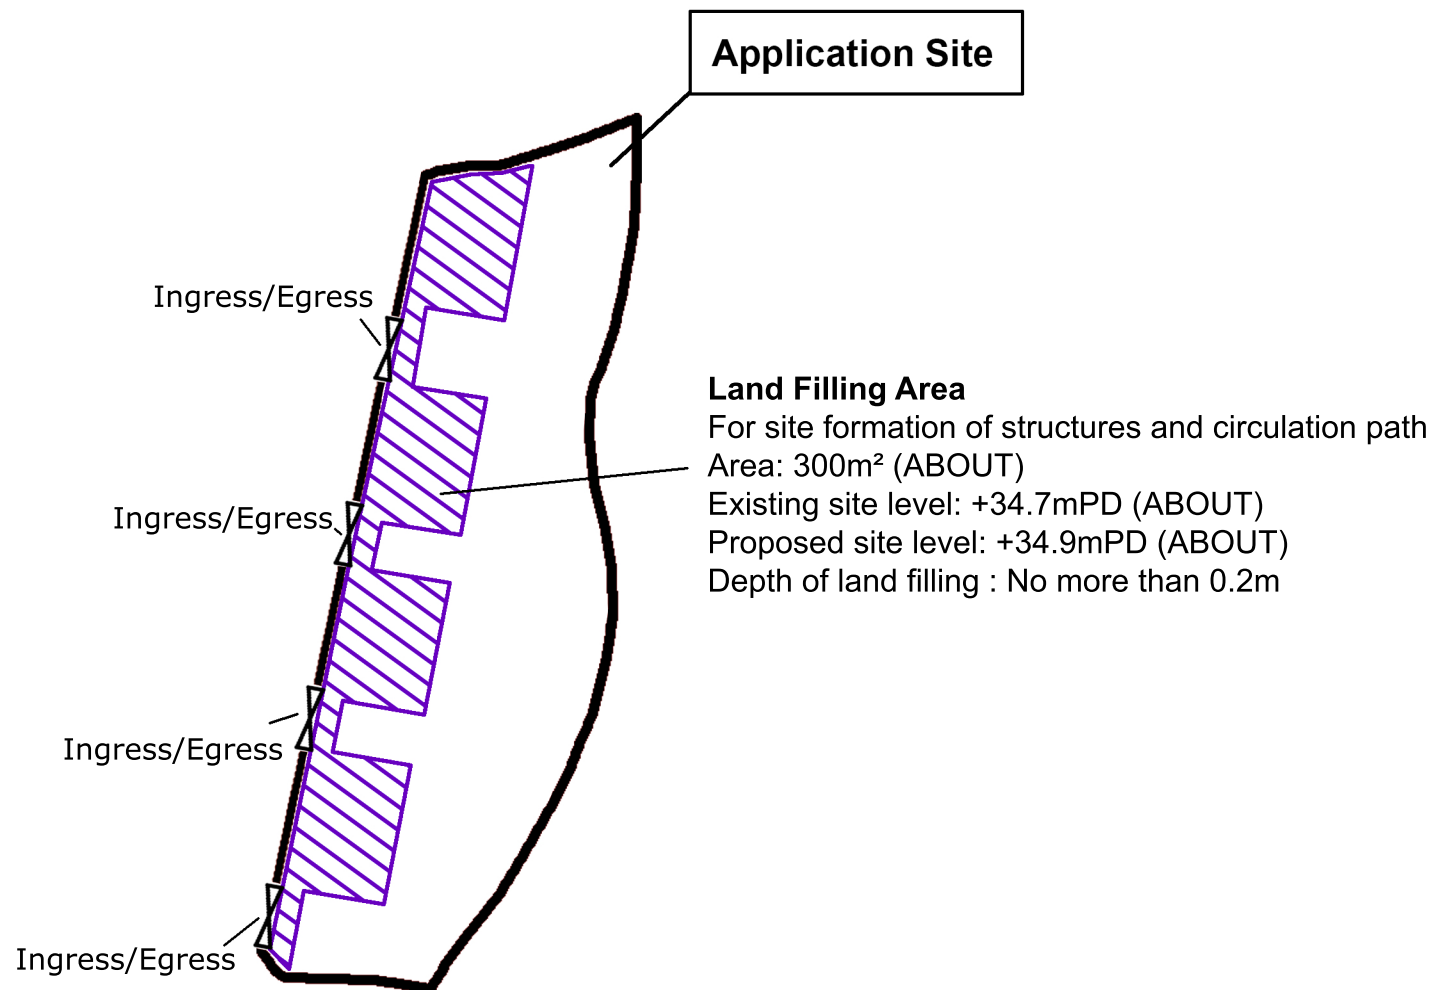 Application Site
Ingress/Egress
Land Filling Area
For site formation of structures and circulation path
Area: 300m² (ABOUT)
Existing site level: +34.7mPD (ABOUT)
Proposed site level: +34.9mPD (ABOUT)
Depth of land filling : No more than 0.2m
Ingress/Egress
Ingress/Egress
Ingress/Egress